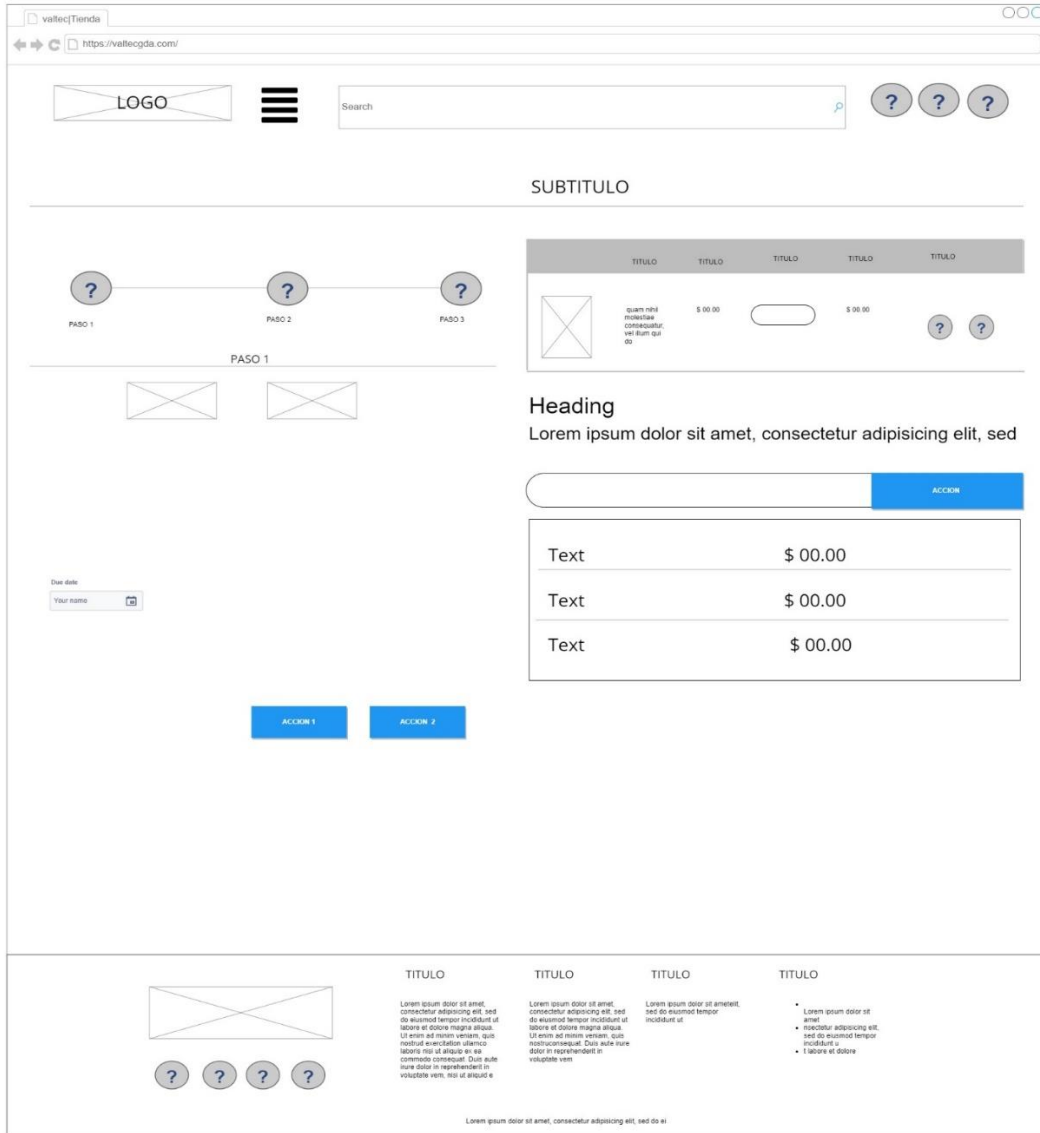 valtec|Tienda
https://valtecgda.com/
LOGO
Search
? ? ?
SUBTITULO
? ? ?
PASO 1 PASO 2 PASO 3
PASO 1
Due date
Your name
ACCION 1 ACCION 2
TITULO TITULO TITULO TITULO TITULO
quam nihil
molestiae
consequatur,
vel illum qui
do
$ 00.00
$ 00.00
? ?
Heading
Lorem ipsum dolor sit amet, consectetur adipisicing elit, sed
ACCION
Text $ 00.00
Text $ 00.00
Text $ 00.00
? ? ? ?
TITULO
Lorem ipsum dolor sit amet,
consectetur adipisicing elit, sed
do eiusmod tempor incididunt ut
labore et dolore magna aliqua.
Ut enim ad minim veniam, quis
nostrud exercitation ullamco
laboris nisi ut aliquip ex ea
commodo consequat. Duis aute
irure dolor in reprehenderit in
voluptate vem, nisi ut aliquid e
TITULO
Lorem ipsum dolor sit amet,
consectetur adipisicing elit, sed
do eiusmod tempor incididunt ut
labore et dolore magna aliqua.
Ut enim ad minim veniam, quis
nostruconsequat. Duis aute irure
dolor in reprehenderit in
voluptate vem
TITULO
Lorem ipsum dolor sit ametelit,
sed do eiusmod tempor
incididunt ut
TITULO
•
Lorem ipsum dolor sit
amet
• nsectetur adipisicing elit,
sed do eiusmod tempor
incididunt u
• t labore et dolore
Lorem ipsum dolor sit amet, consectetur adipisicing elit, sed do ei